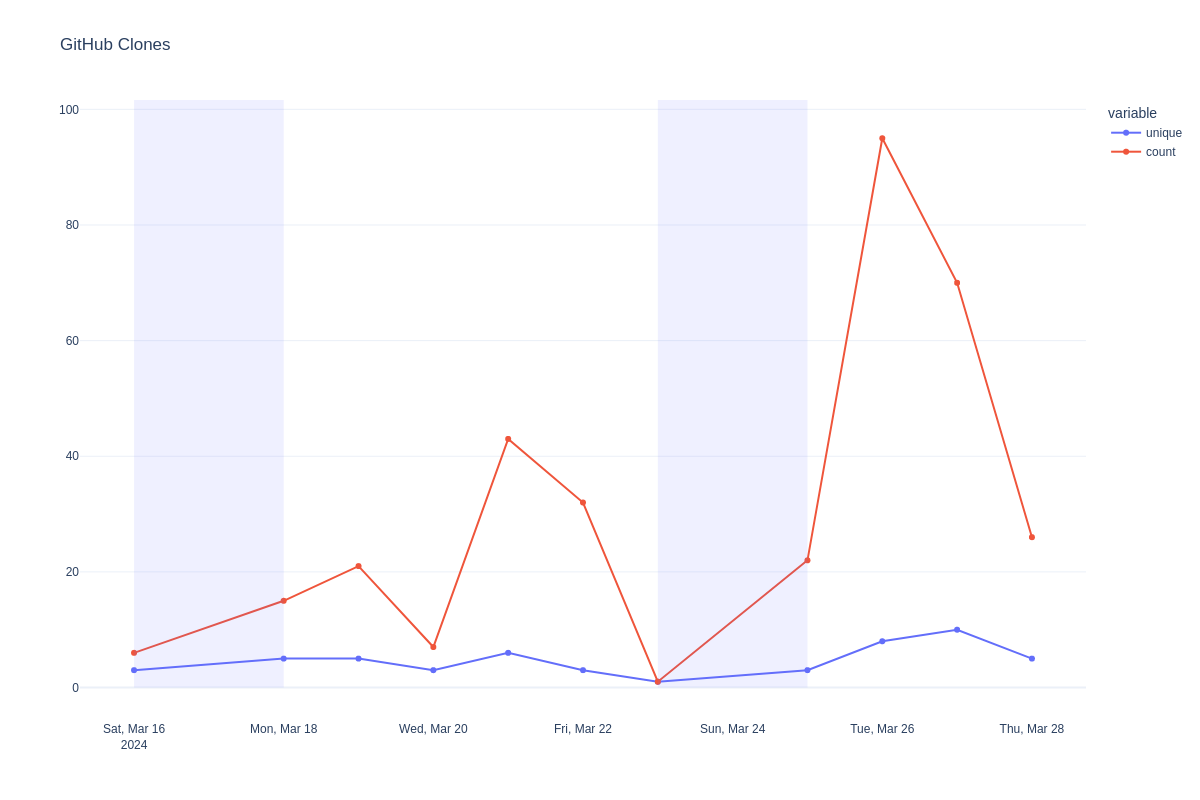 GitHub Clones
variable
unique
count
100
80
60
40
20
0
Sat, Mar 16
2024
Mon, Mar 18
Wed, Mar 20
Fri, Mar 22
Sun, Mar 24
Tue, Mar 26
Thu, Mar 28